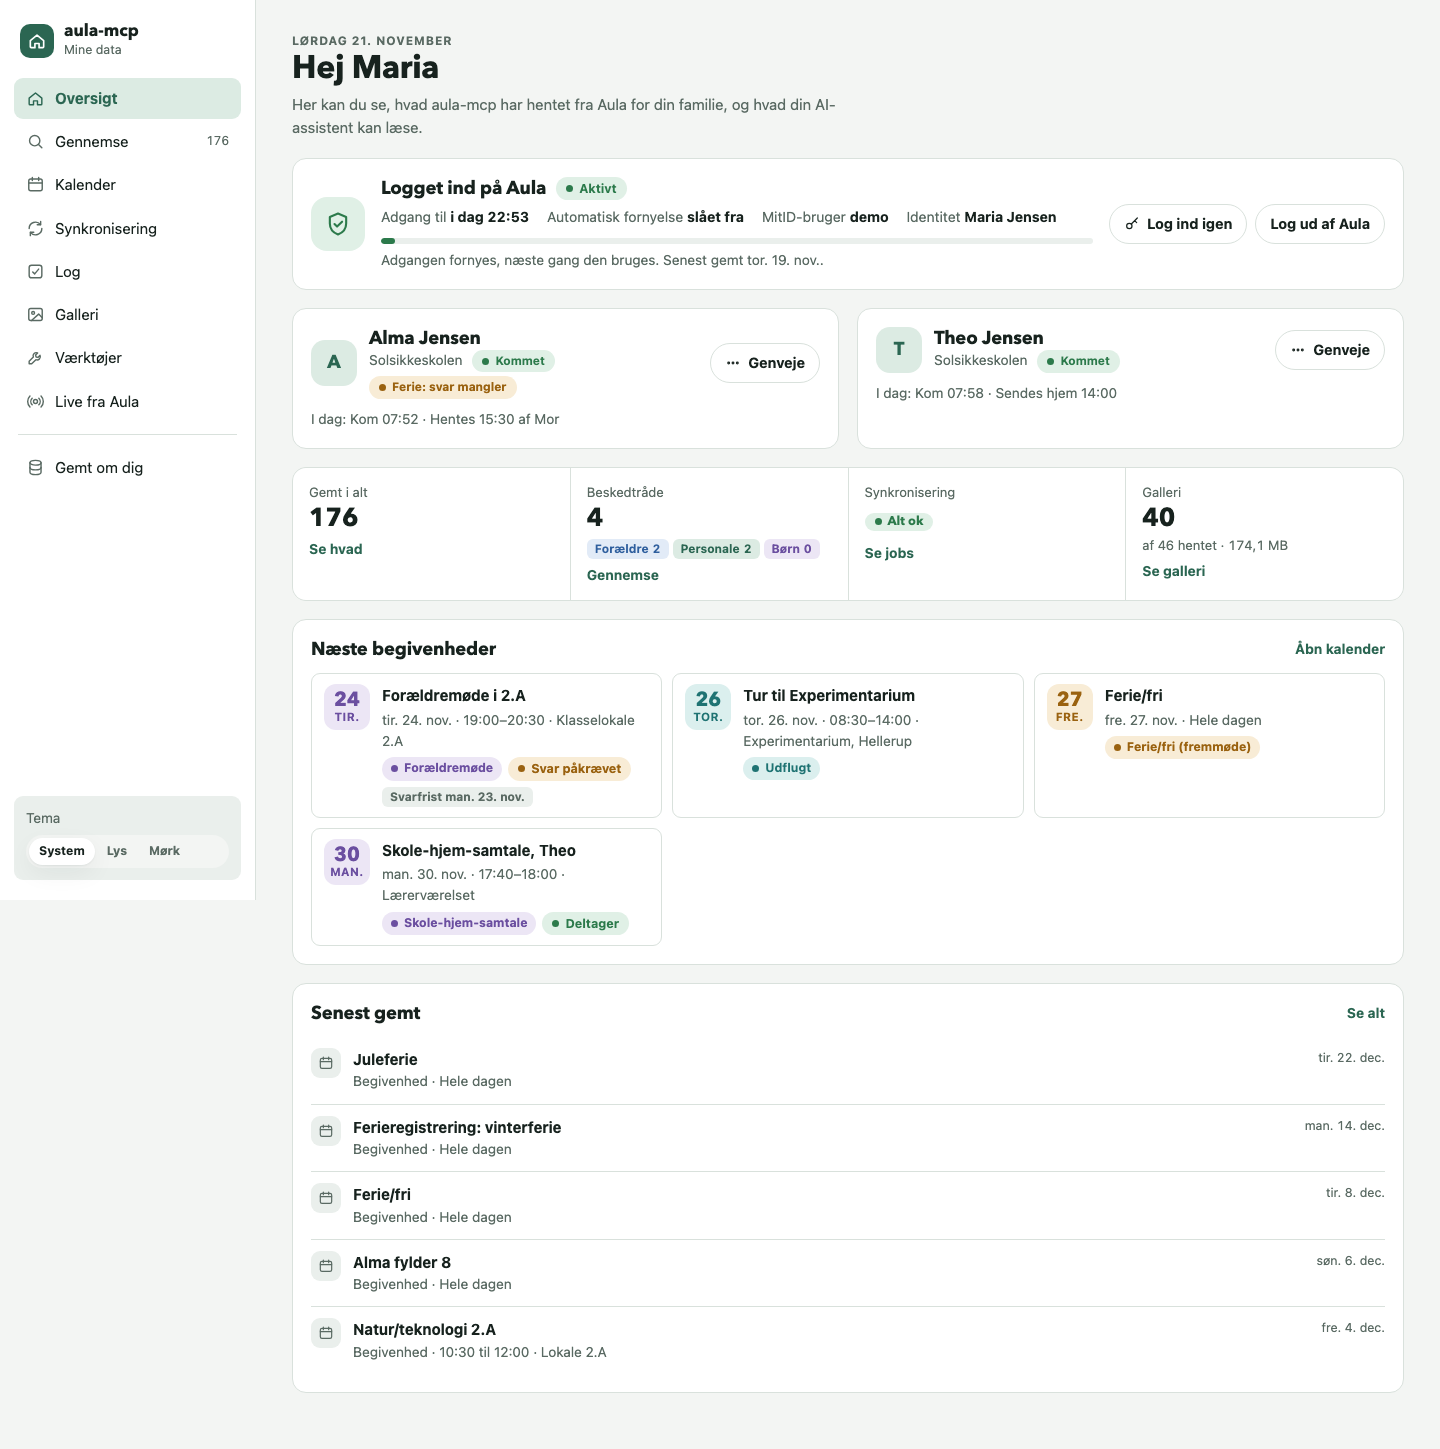 aula-mcp
Mine data
Oversigt
Gennemse 176
Kalender
Synkronisering
Log
Galleri
Værktøjer
Live fra Aula
Gemt om dig
Tema
System Lys Mørk
LØRDAG 21. NOVEMBER
Hej Maria
Her kan du se, hvad aula-mcp har hentet fra Aula for din familie, og hvad din AI-
assistent kan læse.
Logget ind på Aula Aktivt
Adgang til i dag 22:53 Automatisk fornyelse slået fra MitID-bruger demo Identitet Maria Jensen
Adgangen fornyes, næste gang den bruges. Senest gemt tor. 19. nov..
Log ind igen Log ud af Aula
Alma Jensen
Solsikkeskolen Kommet
Ferie: svar mangler
Genveje
I dag: Kom 07:52 · Hentes 15:30 af Mor
T
A
Theo Jensen
Solsikkeskolen Kommet
Genveje
I dag: Kom 07:58 · Sendes hjem 14:00
Gemt i alt
176
Se hvad
Beskedtråde
4
Forældre 2 Personale 2 Børn 0
Gennemse
Synkronisering
Alt ok
Se jobs
Galleri
40
af 46 hentet · 174,1 MB
Se galleri
Næste begivenheder Åbn kalender
24
TIR.
Forældremøde i 2.A
tir. 24. nov. · 19:00–20:30 · Klasselokale
2.A
Forældremøde Svar påkrævet
Svarfrist man. 23. nov.
26
TOR.
Tur til Experimentarium
tor. 26. nov. · 08:30–14:00 ·
Experimentarium, Hellerup
Udflugt
27
FRE.
Ferie/fri
fre. 27. nov. · Hele dagen
Ferie/fri (fremmøde)
30
MAN.
Skole-hjem-samtale, Theo
man. 30. nov. · 17:40–18:00 ·
Lærerværelset
Skole-hjem-samtale Deltager
Senest gemt Se alt
Juleferie tir. 22. dec.
Begivenhed · Hele dagen
Ferieregistrering: vinterferie man. 14. dec.
Begivenhed · Hele dagen
Ferie/fri tir. 8. dec.
Begivenhed · Hele dagen
Alma fylder 8 søn. 6. dec.
Begivenhed · Hele dagen
Natur/teknologi 2.A fre. 4. dec.
Begivenhed · 10:30 til 12:00 · Lokale 2.A